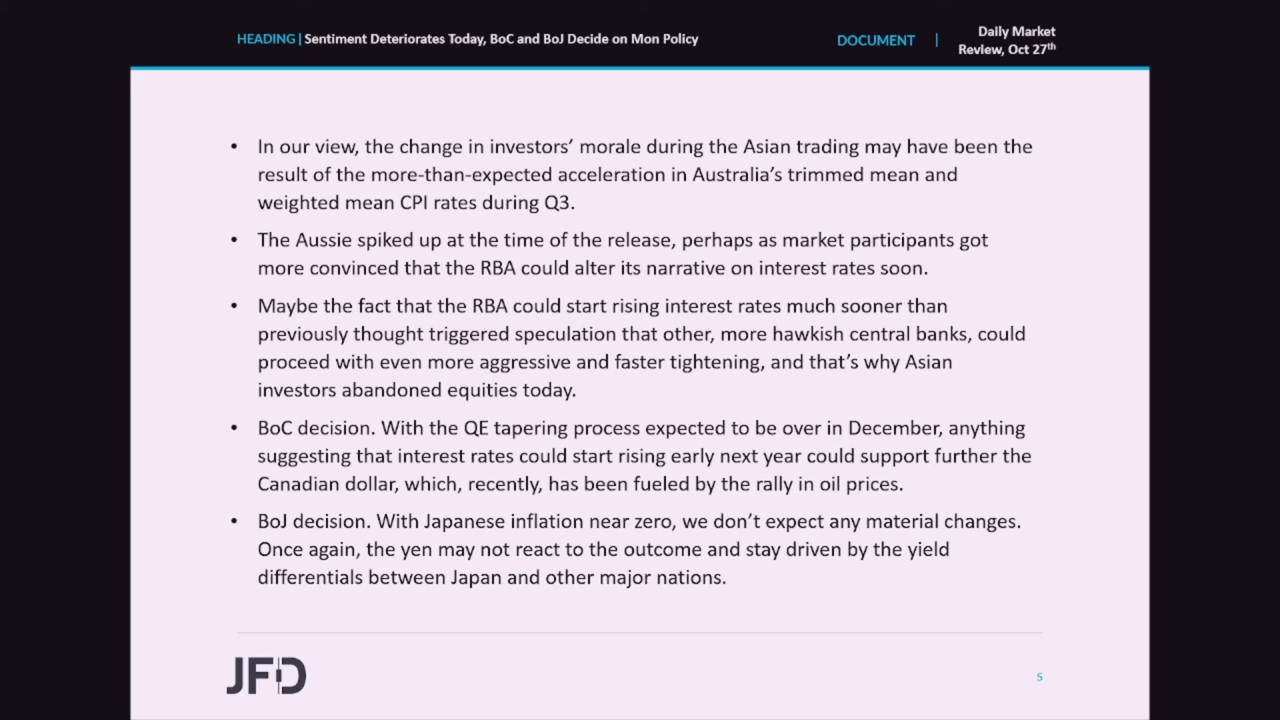 HEADING | Sentiment Deteriorates Today, BoC and BoJ Decide on Mon Policy
DOCUMENT | Daily Market
Review, Oct 27th
• In our view, the change in investors’ morale during the Asian trading may have been the
result of the more-than-expected acceleration in Australia’s trimmed mean and
weighted mean CPI rates during Q3.
• The Aussie spiked up at the time of the release, perhaps as market participants got
more convinced that the RBA could alter its narrative on interest rates soon.
• Maybe the fact that the RBA could start rising interest rates much sooner than
previously thought triggered speculation that other, more hawkish central banks, could
proceed with even more aggressive and faster tightening, and that’s why Asian
investors abandoned equities today.
• BoC decision. With the QE tapering process expected to be over in December, anything
suggesting that interest rates could start rising early next year could support further the
Canadian dollar, which, recently, has been fueled by the rally in oil prices.
• BoJ decision. With Japanese inflation near zero, we don’t expect any material changes.
Once again, the yen may not react to the outcome and stay driven by the yield
differentials between Japan and other major nations.
JFD
5